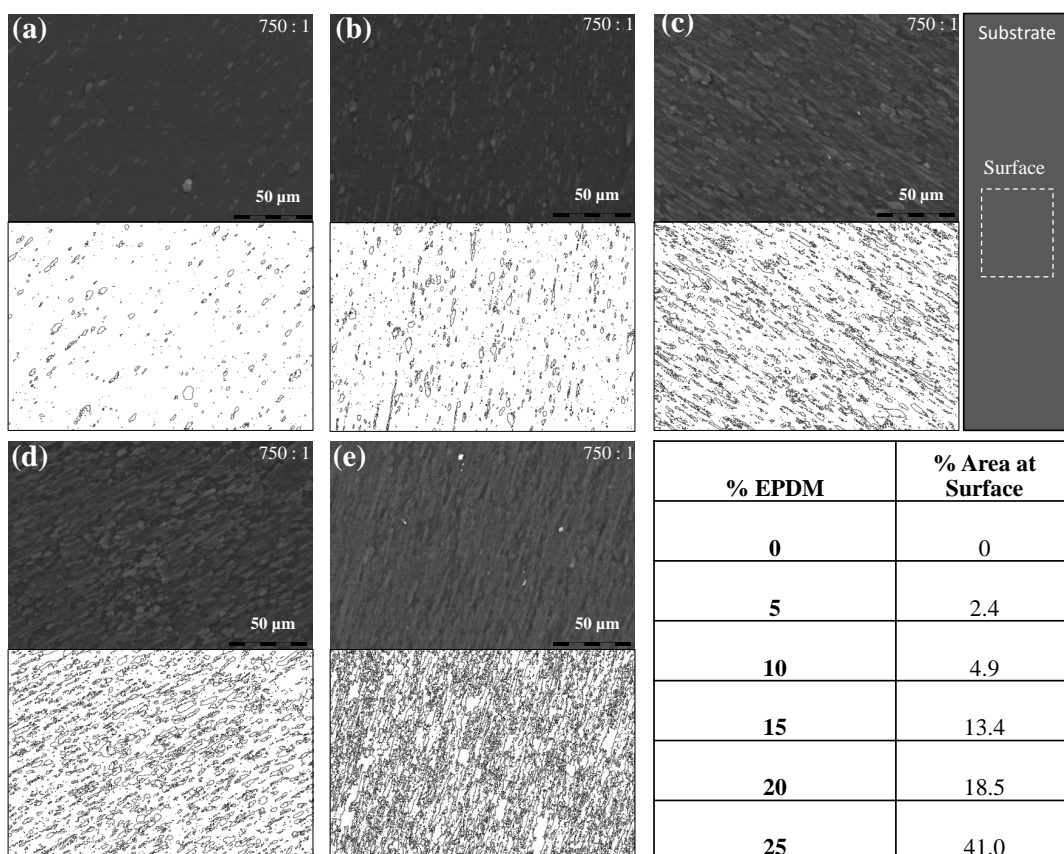 (a) 750 : 1
50 µm
(b) 750 : 1
50 µm
(c) 750 : 1
50 µm
Substrate
Surface
(d) 750 : 1
50 µm
(e) 750 : 1
50 µm
% EPDM % Area at
Surface
0 0
5 2.4
10 4.9
15 13.4
20 18.5
25 41.0